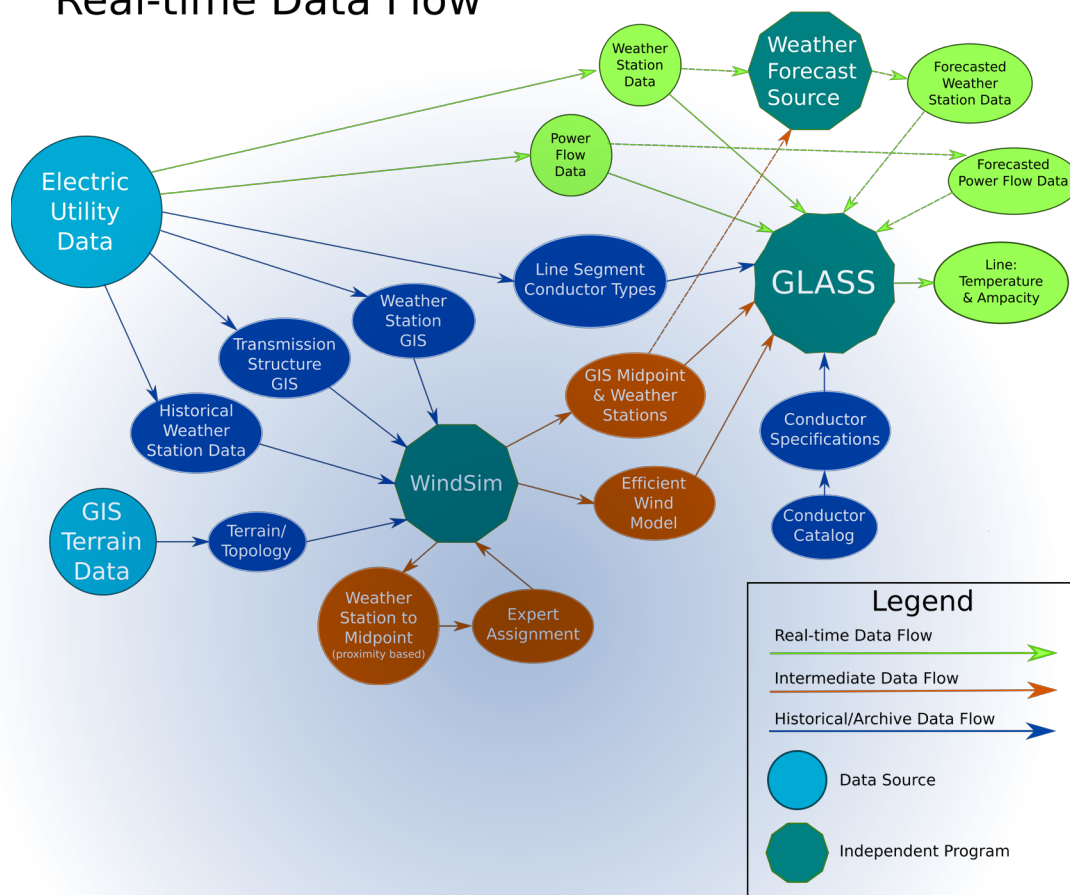 Real-time Data Flow
Weather
Station
Data
Weather
Forecast
Source
Forecasted
Weather
Station Data
Power
Flow
Data
Forecasted
Power Flow Data
Electric
Utility
Data
Line Segment
Conductor Types
GLASS
Line:
Temperature
& Ampacity
Weather
Station
GIS
Transmission
Structure
GIS
Historical
Weather
Station Data
GIS Midpoint
& Weather
Stations
Conductor
Specifications
WindSim
Efficient
Wind
Model
Conductor
Catalog
GIS
Terrain
Data
Terrain/
Topology
Weather
Station to
Midpoint
(proximity based)
Expert
Assignment
Legend
Real-time Data Flow
Intermediate Data Flow
Historical/Archive Data Flow
Data Source
Independent Program